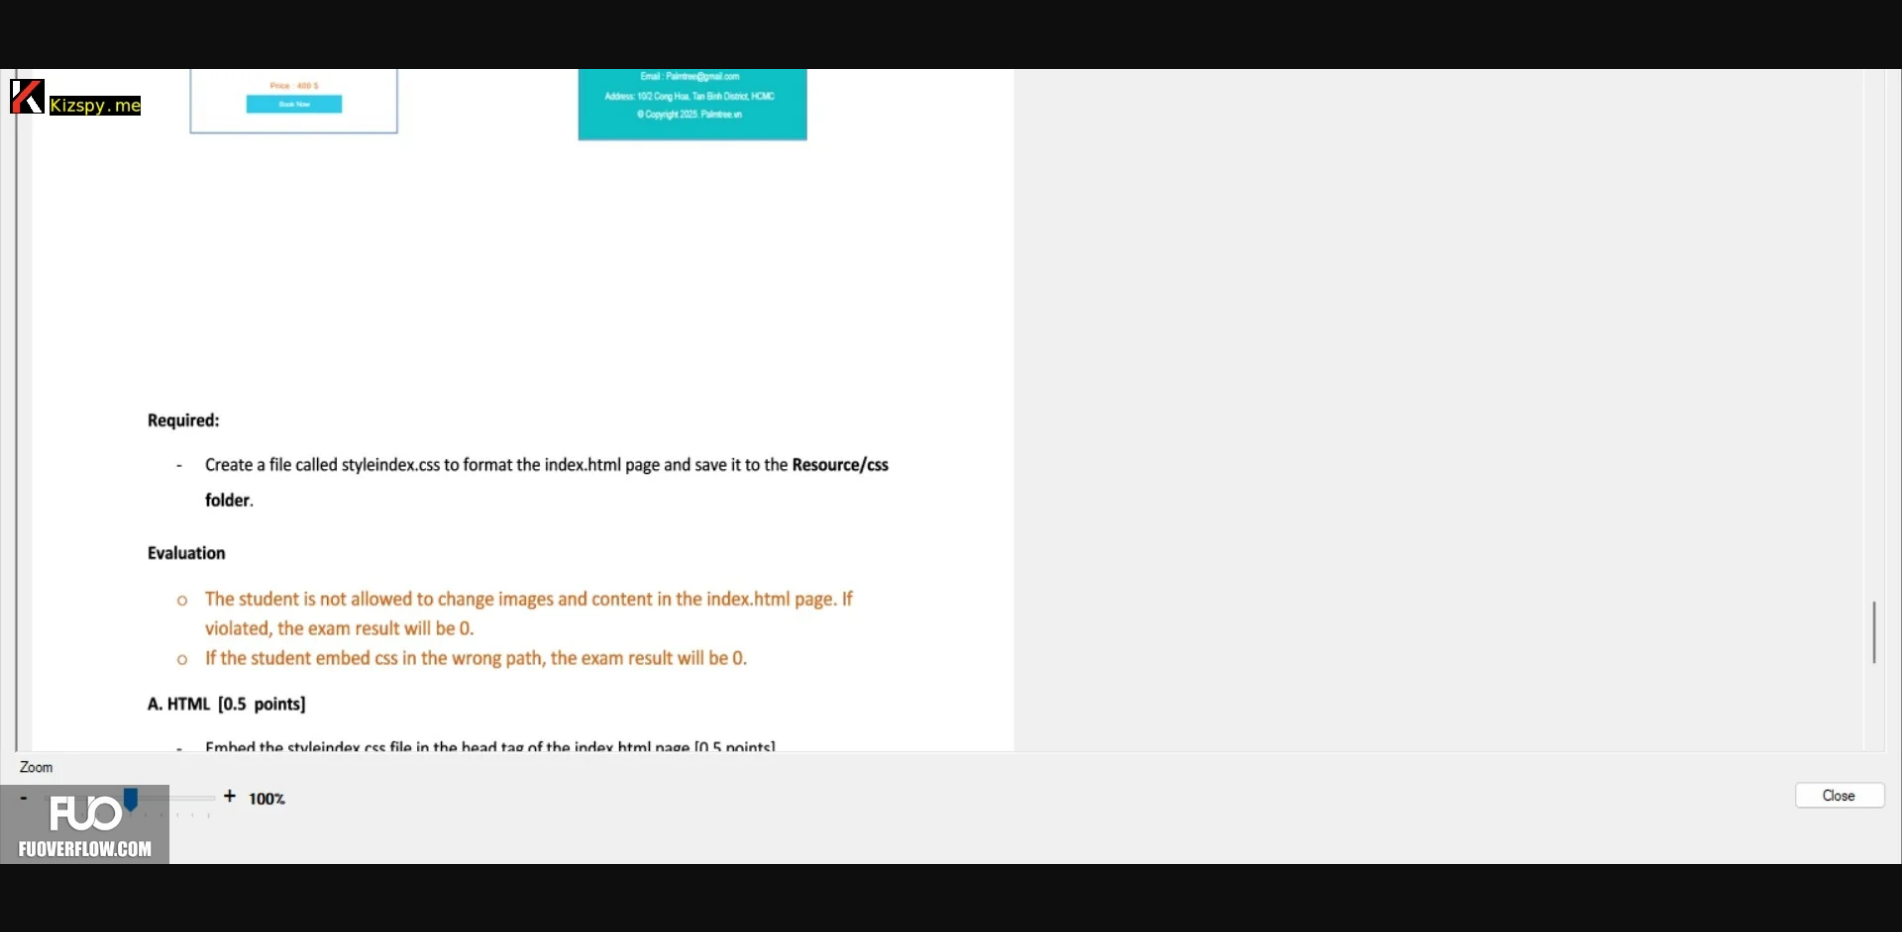 Kizspy.me
Price : 400 $
Book Now
Email : Palmtree@gmail.com
Address: 10/2 Cong Hoa, Tan Binh District, HCMC
© Copyright 2025. Palmtree.vn
Required:
- Create a file called styleindex.css to format the index.html page and save it to the Resource/css
folder.
Evaluation
o The student is not allowed to change images and content in the index.html page. If
violated, the exam result will be 0.
o If the student embed css in the wrong path, the exam result will be 0.
A. HTML [0.5 points]
- Embed the styleindex.css file in the head tag of the index.html page [0.5 points]
Zoom
- + 100%
Close
FUO
FUOVERFLOW.COM